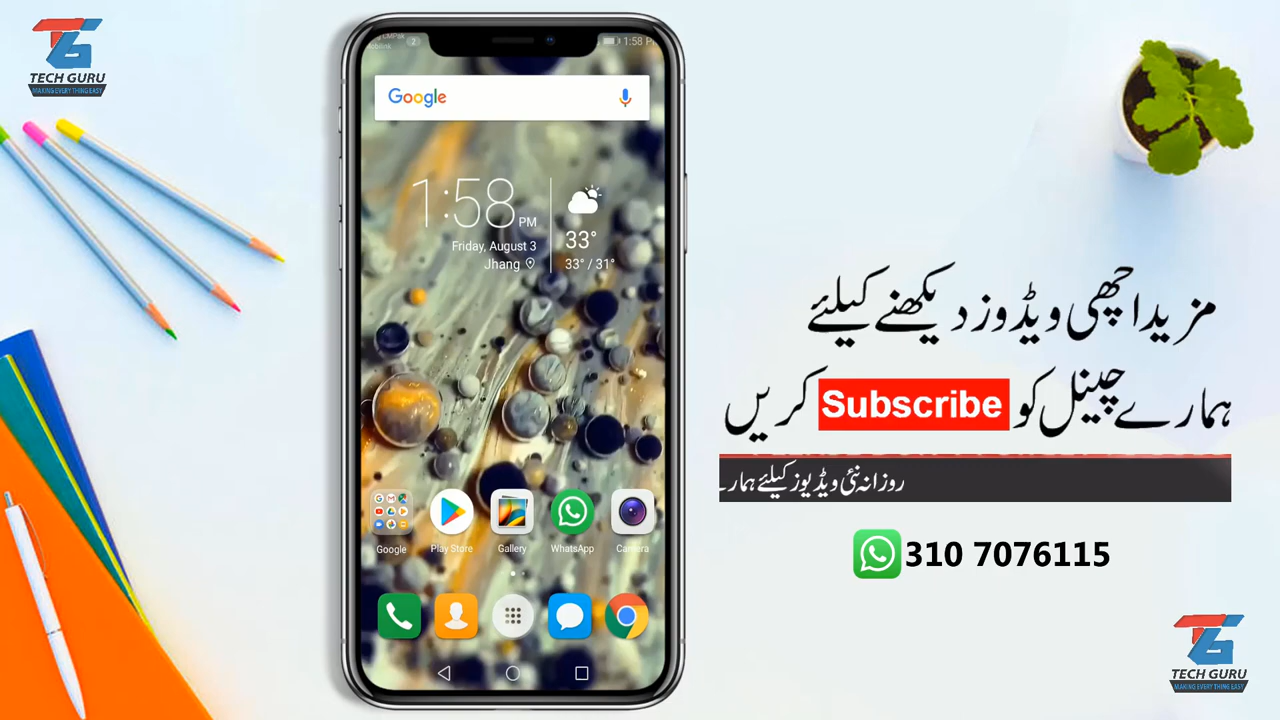 TECH GURU
MAKING EVERY THING EASY
2
1:58 P
Google
1:58 PM
Friday, August 3
Jhang
33°
33° / 31°
Google
Play Store
Gallery
WhatsApp
Camera
مزید اچھی ویڈوز دیکھنے کیلئے
ہمارے چینل کو Subscribe کریں
روزانہ نئی ویڈیوز کیلئے ہمارے
310 7076115
TECH GURU
MAKING EVERY THING EASY